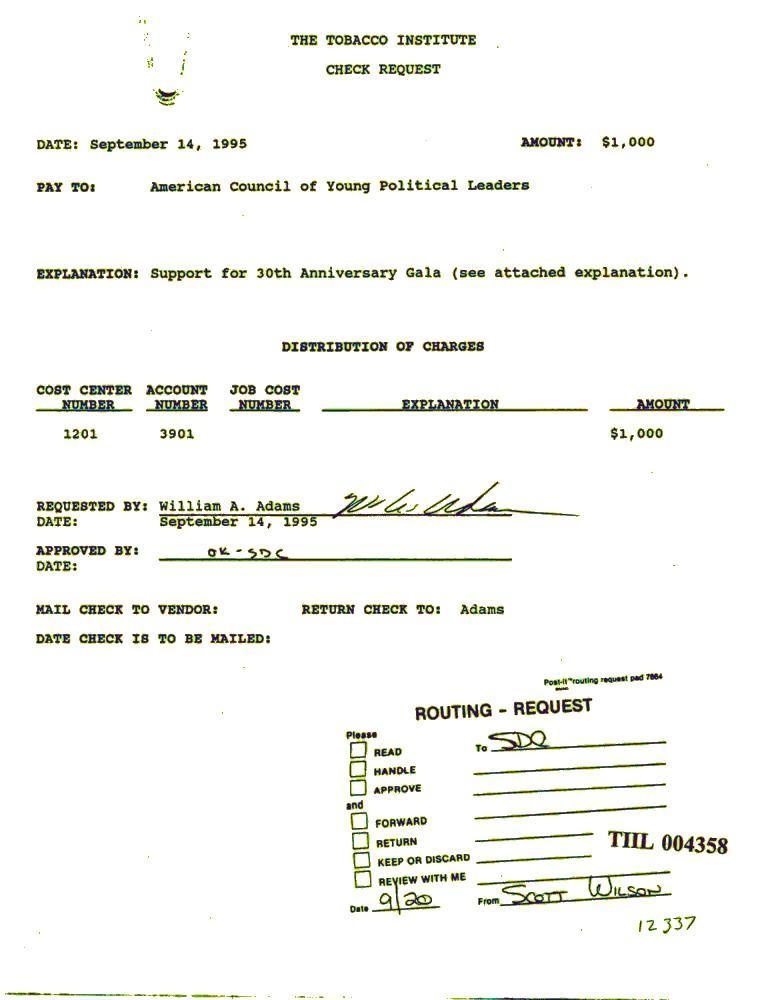 THE TOBACCO INSTITUTE
CHECK REQUEST
DATE: September 14, 1995 AMOUNT: $1,000
PAY TO: American Council of Young Political Leaders
EXPLANATION: Support for 30th Anniversary Gala (see attached explanation).
DISTRIBUTION OF CHARGES
COST CENTER ACCOUNT JOB COST
NUMBER NUMBER NUMBER EXPLANATION AMOUNT
1201 3901 $1,000
REQUESTED BY: William A. Adams
DATE: September 14, 1995
APPROVED BY: OK-SDC
DATE:
MAIL CHECK TO VENDOR: RETURN CHECK TO: Adams
DATE CHECK IS TO BE MAILED:
Post-it™routing request pad 7664
ROUTING - REQUEST
Please
READ To SDC
HANDLE
APPROVE
and
FORWARD
RETURN
KEEP OR DISCARD
REVIEW WITH ME
Date 9/20 From SCOTT WILSON
TIIL 004358
12337